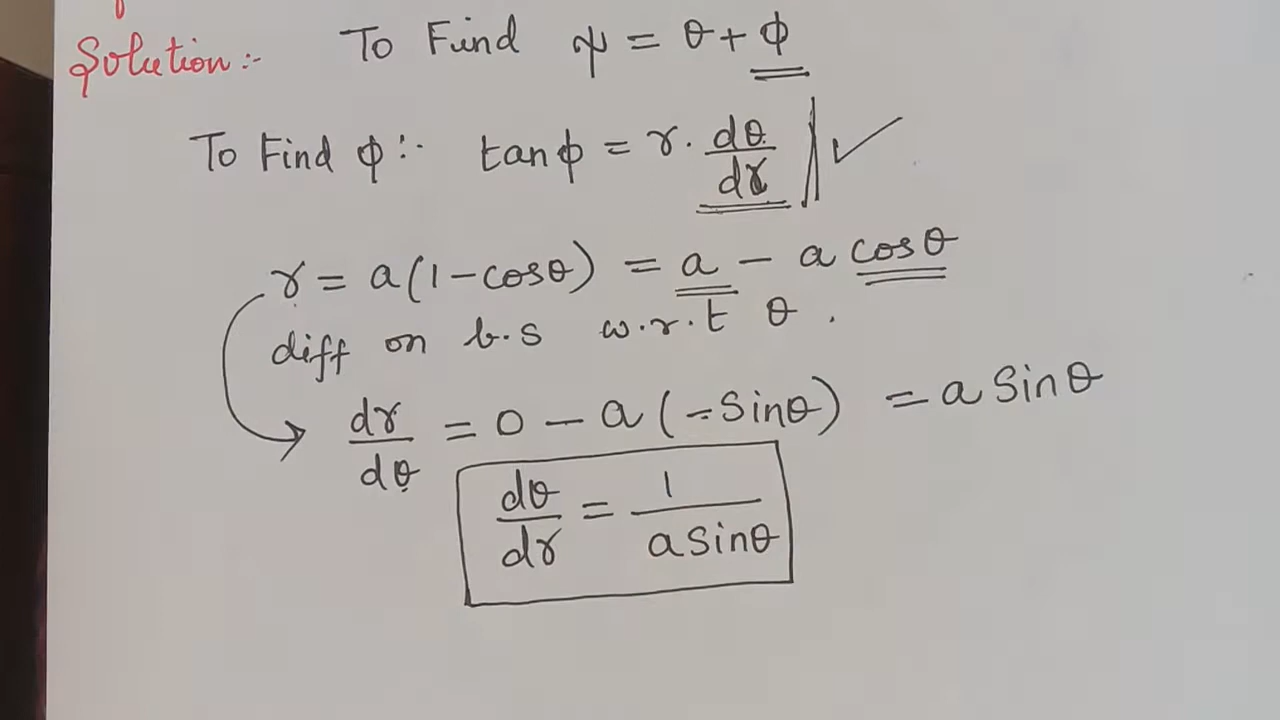 Solution:-
To Find ψ = θ + ϕ
To Find ϕ :- tanϕ = r. dθ/dr
r = a(1-cosθ) = a - a cosθ
diff on b.s w.r.t θ.
dr/dθ = 0 - a (-Sinθ) = a Sinθ
dθ/dr = 1/a Sinθ